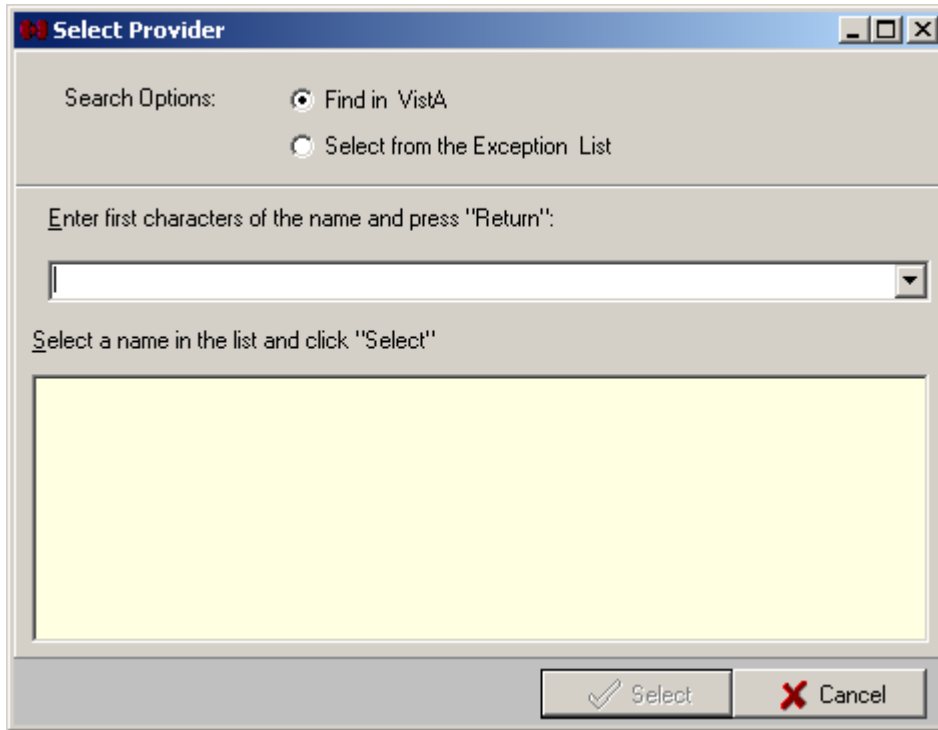 Select Provider
Search Options:
Find in VistA
Select from the Exception List
Enter first characters of the name and press "Return":
Select a name in the list and click "Select"
Select
Cancel